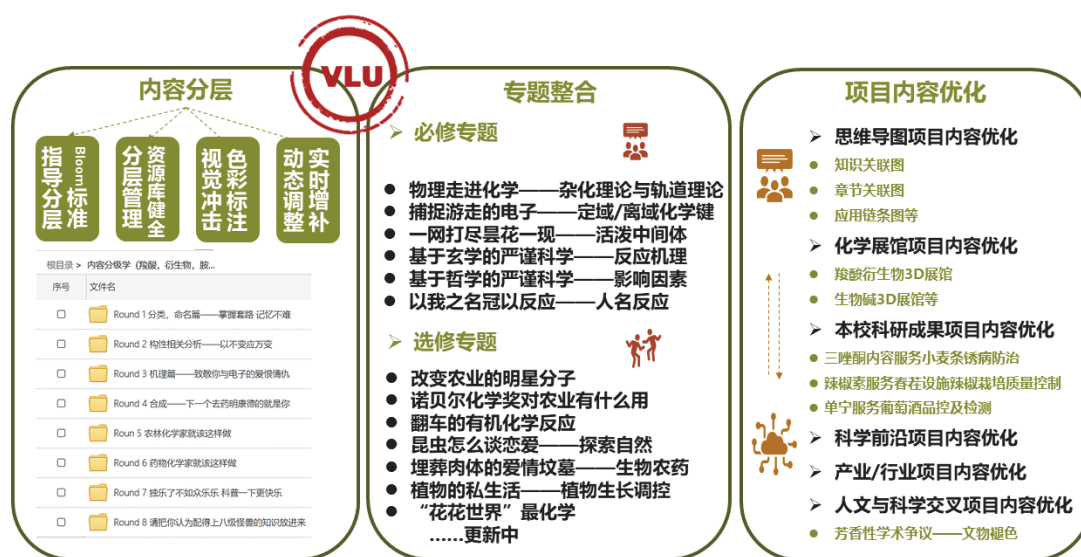 VLU
内容分层
Bloom标准
指导分层
资源库健全
分层管理
色彩标注
视觉冲击
实时增补
动态调整
根目录 > 内容分级学（羧酸，衍生物，胺...
序号 文件名
Round 1 分类，命名篇——掌握套路 记忆不难
Round 2 构性相关分析——以不变应万变
Round 3 机理篇——致敬你与电子的爱恨情仇
Round 4 合成——下一个去药明康德的就是你
Roun 5 农林化学家就该这样做
Round 6 药物化学家就该这样做
Round 7 独乐了不如众乐乐 科普一下更快乐
Round 8 请把你认为配得上八级怪兽的知识放进来
专题整合
➢ 必修专题
● 物理走进化学——杂化理论与轨道理论
● 捕捉游走的电子——定域/离域化学键
● 一网打尽昙花一现——活泼中间体
● 基于玄学的严谨科学——反应机理
● 基于哲学的严谨科学——影响因素
● 以我之名冠以反应——人名反应
➢ 选修专题
● 改变农业的明星分子
● 诺贝尔化学奖对农业有什么用
● 翻车的有机化学反应
● 昆虫怎么谈恋爱——探索自然
● 埋葬肉体的爱情坟墓——生物农药
● 植物的私生活——植物生长调控
● “花花世界”最化学
……更新中
项目内容优化
➢ 思维导图项目内容优化
● 知识关联图
● 章节关联图
● 应用链条图等
➢ 化学展馆项目内容优化
● 羧酸衍生物3D展馆
● 生物碱3D展馆等
➢ 本校科研成果项目内容优化
● 三唑酮内容服务小麦条锈病防治
● 辣椒素服务春茬设施辣椒栽培质量控制
● 单宁服务葡萄酒品控及检测
➢ 科学前沿项目内容优化
➢ 产业/行业项目内容优化
➢ 人文与科学交叉项目内容优化
● 芳香性学术争议——文物褪色